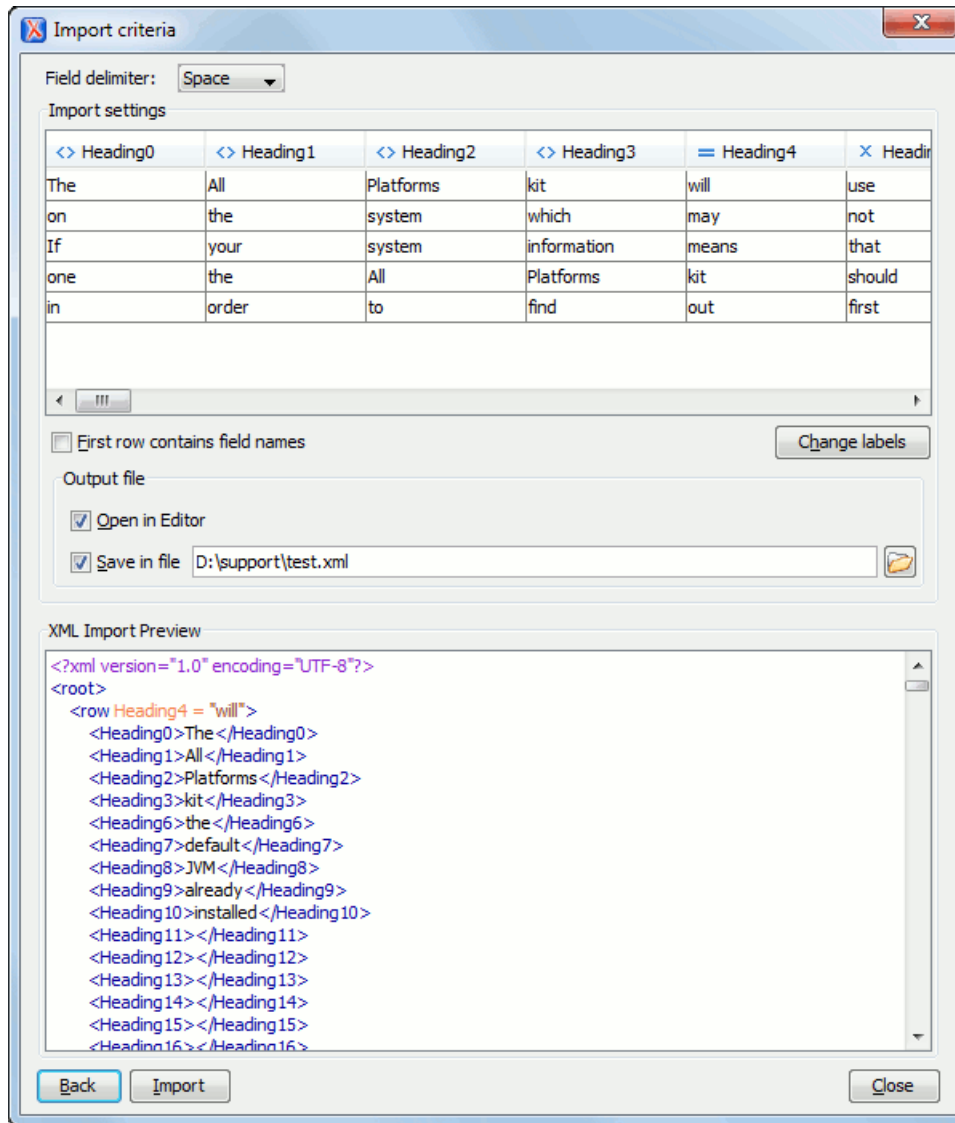 Import criteria
Field delimiter: Space
Import settings
<> Heading0 <> Heading1 <> Heading2 <> Heading3 = Heading4 X Headin
The All Platforms kit will use
on the system which may not
If your system information means that
one the All Platforms kit should
in order to find out first
First row contains field names Change labels
Output file
Open in Editor
Save in file D:\support\test.xml
XML Import Preview
<?xml version="1.0" encoding="UTF-8"?>
<root>
<row Heading4 = "will">
<Heading0>The</Heading0>
<Heading1>All</Heading1>
<Heading2>Platforms</Heading2>
<Heading3>kit</Heading3>
<Heading6>the</Heading6>
<Heading7>default</Heading7>
<Heading8>JVM</Heading8>
<Heading9>already</Heading9>
<Heading10>installed</Heading10>
<Heading11></Heading11>
<Heading12></Heading12>
<Heading13></Heading13>
<Heading14></Heading14>
<Heading15></Heading15>
<Heading16></Heading16>
Back Import Close